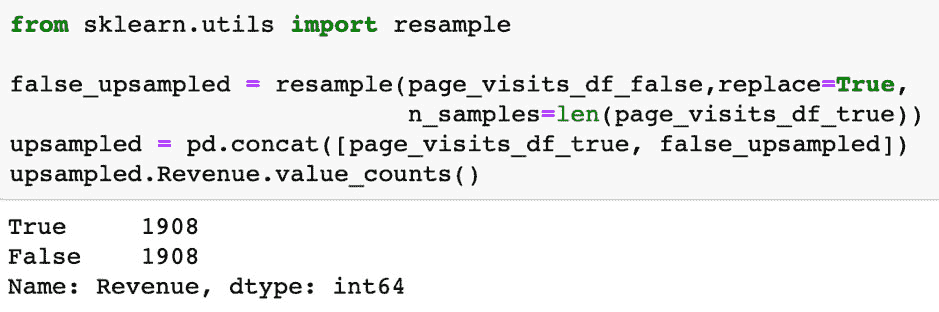 from sklearn.utils import resample
false_upsampled = resample(page_visits_df_false,replace=True,
n_samples=len(page_visits_df_true))
upsampled = pd.concat([page_visits_df_true, false_upsampled])
upsampled.Revenue.value_counts()
True 1908
False 1908
Name: Revenue, dtype: int64